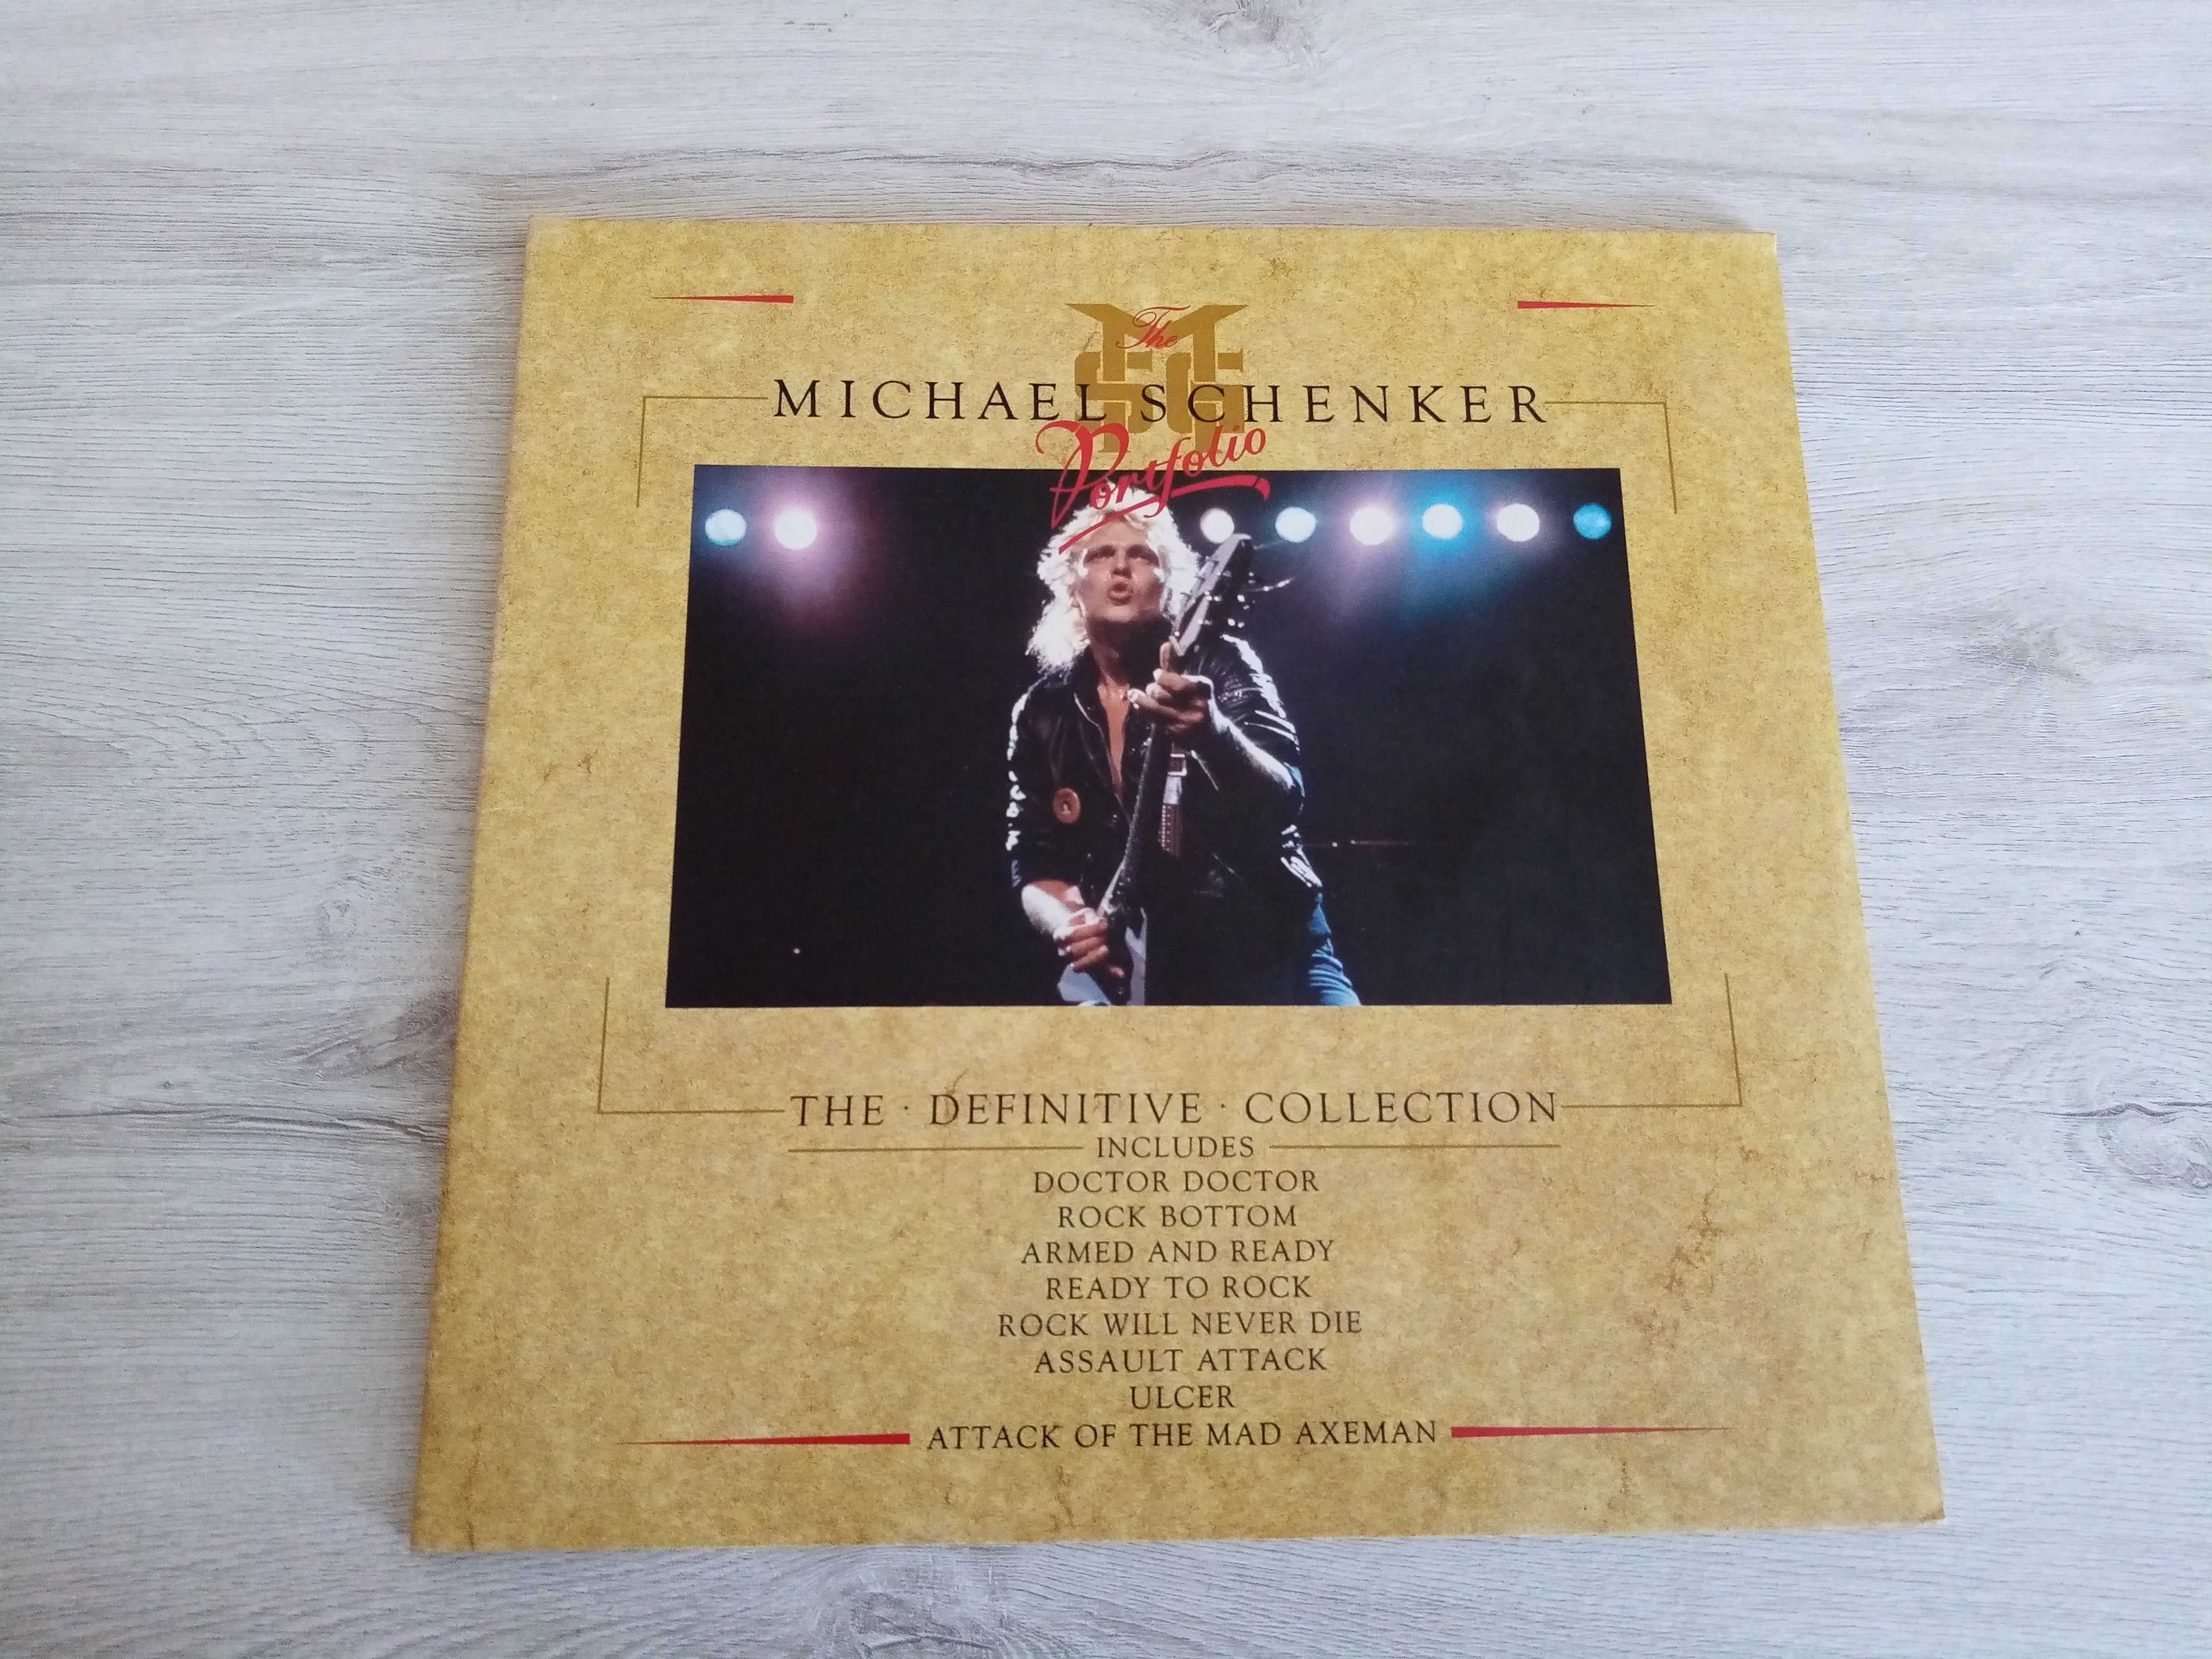 The
MSG
MICHAEL SCHENKER
Portfolio
THE · DEFINITIVE · COLLECTION
INCLUDES
DOCTOR DOCTOR
ROCK BOTTOM
ARMED AND READY
READY TO ROCK
ROCK WILL NEVER DIE
ASSAULT ATTACK
ULCER
ATTACK OF THE MAD AXEMAN